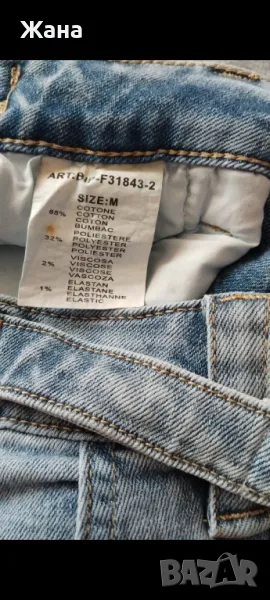 Жана
ART:B -F31843-2
SIZE:M
COTONE
65% COTTON
COTON
BUMBAC
POLIESTERE
32% POLYESTER
POLYESTER
POLIESTER
VISCOSA
2% VISCOSE
VISCOSE
VASCOZA
ELASTAN
1% ELASTANE
ELASTHANNE
ELASTIC
BAZAR